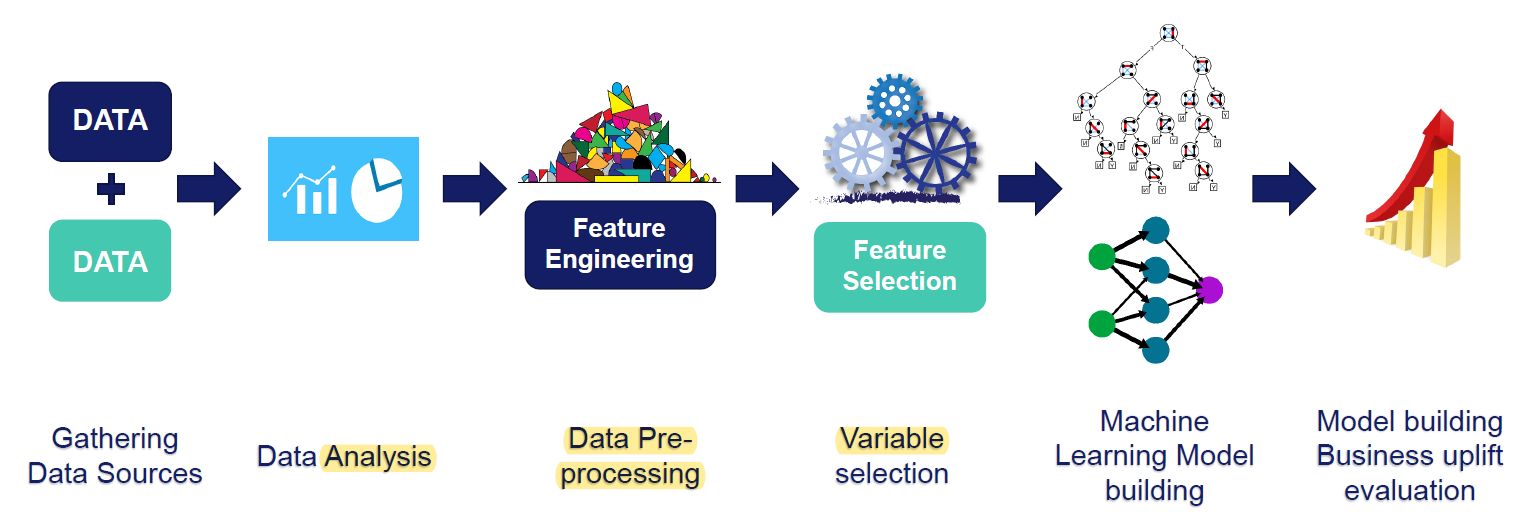 DATA
+
DATA
Feature
Engineering
Feature
Selection
Gathering
Data Sources
Data Analysis
Data Pre-
processing
Variable
selection
Machine
Learning Model
building
Model building
Business uplift
evaluation